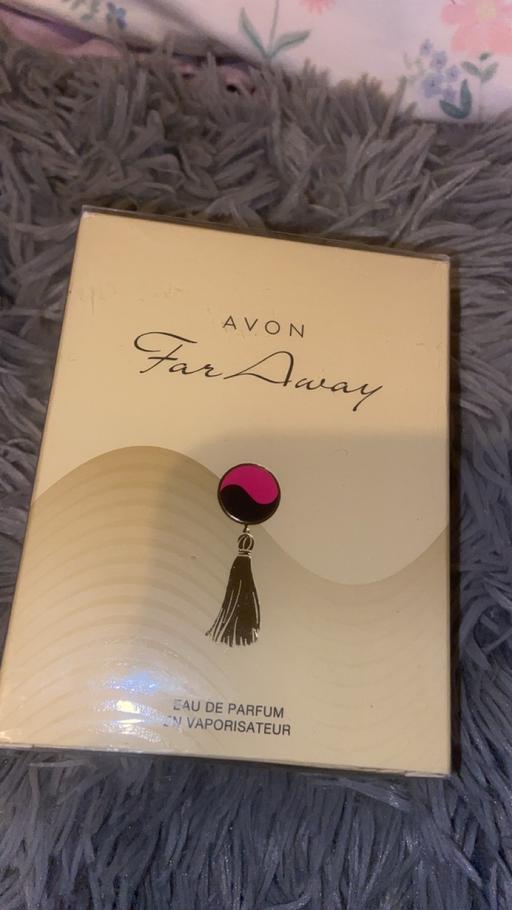 AVON
Far Away
EAU DE PARFUM
EN VAPORISATEUR